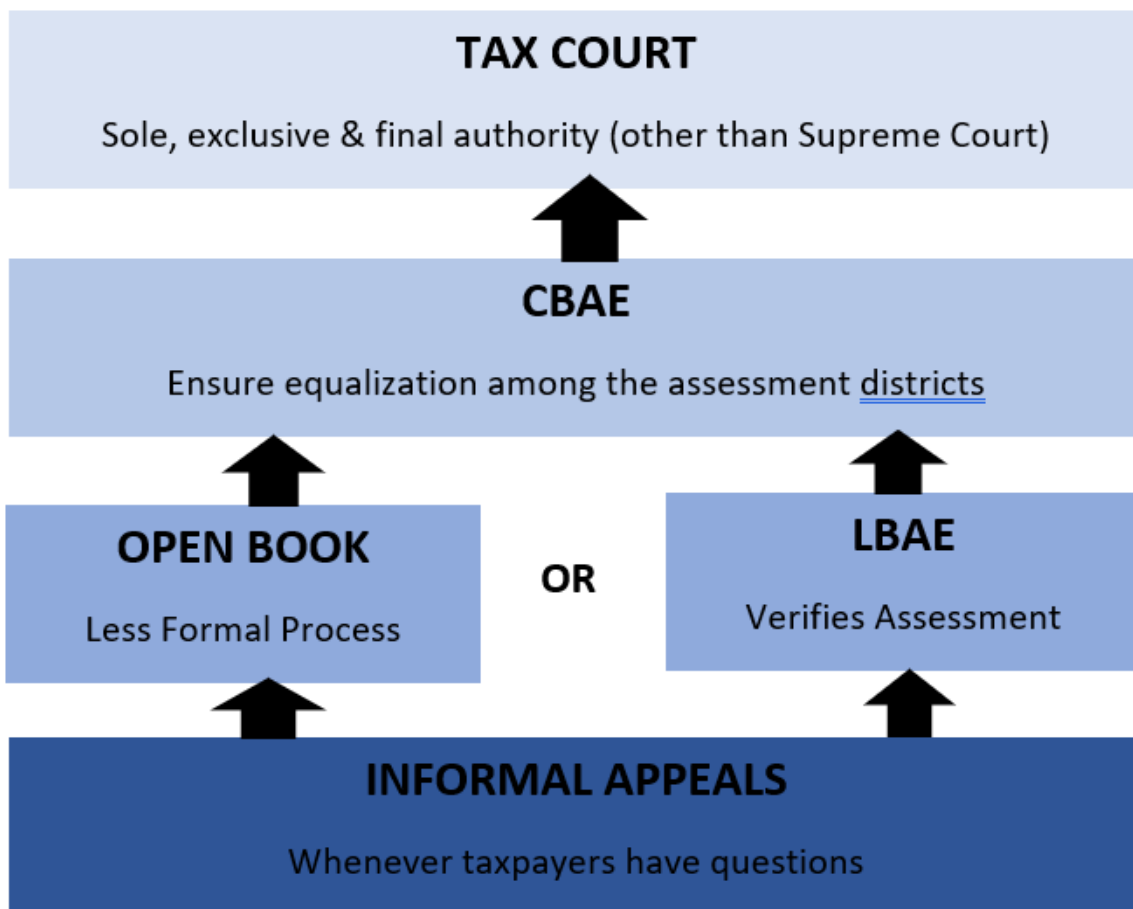 TAX COURT
Sole, exclusive & final authority (other than Supreme Court)
CBAE
Ensure equalization among the assessment districts
OPEN BOOK
Less Formal Process
OR
LBAE
Verifies Assessment
INFORMAL APPEALS
Whenever taxpayers have questions